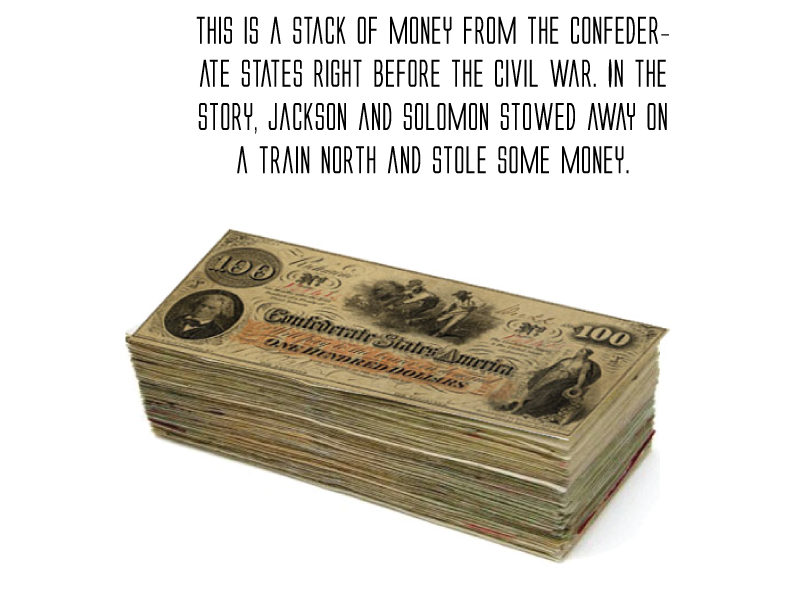 THIS IS A STACK OF MONEY FROM THE CONFEDER-
ATE STATES RIGHT BEFORE THE CIVIL WAR. IN THE
STORY, JACKSON AND SOLOMON STOWED AWAY ON
A TRAIN NORTH AND STOLE SOME MONEY.
100
100
Confederate States America
ONE HUNDRED DOLLARS